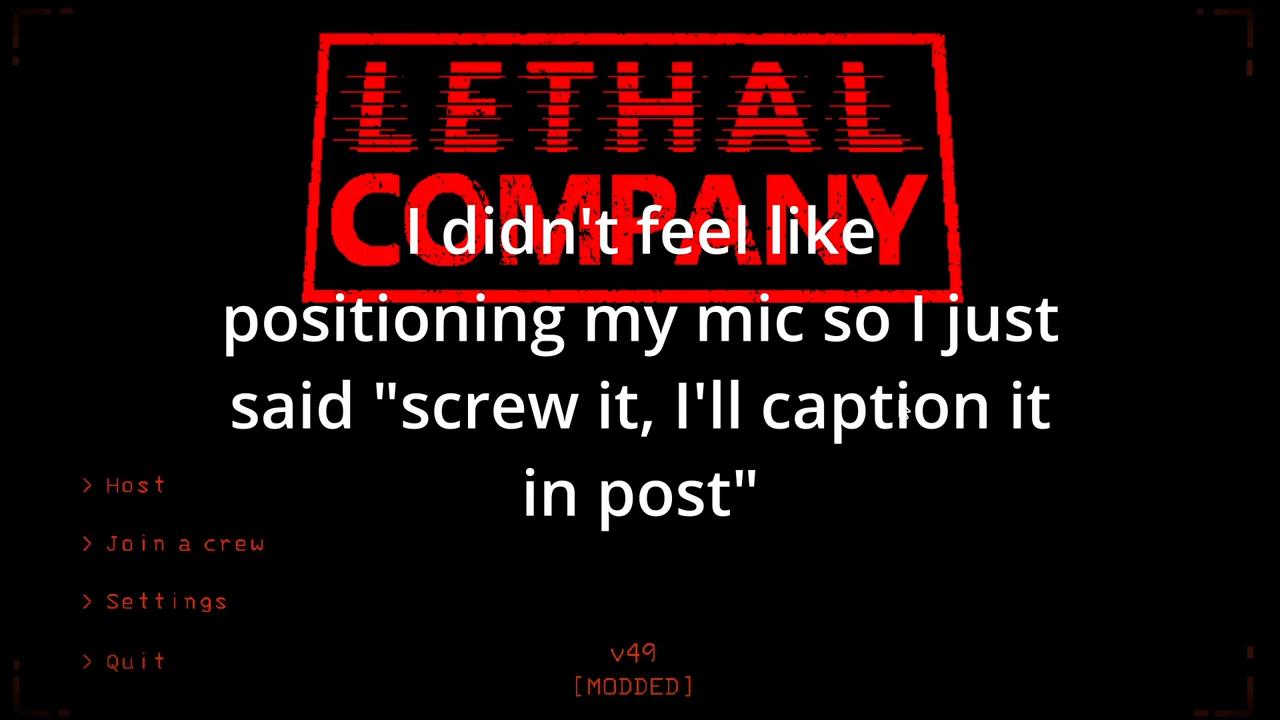 LETHAL
COMPANY
I didn't feel like
positioning my mic so I just
said "screw it, I'll caption it
in post"
> Host
> Join a crew
> Settings
> Quit
v49
[MODDED]